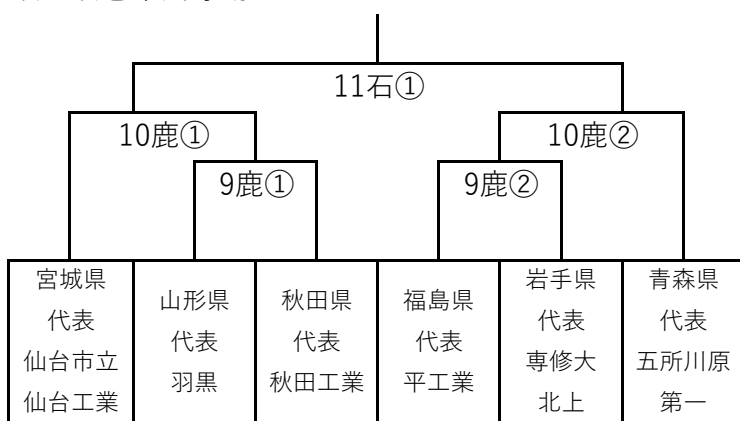 11石①
10鹿①
10鹿②
9鹿①
9鹿②
宮城県
代表
仙台市立
仙台工業
山形県
代表
羽黒
秋田県
代表
秋田工業
福島県
代表
平工業
岩手県
代表
専修大
北上
青森県
代表
五所川原
第一